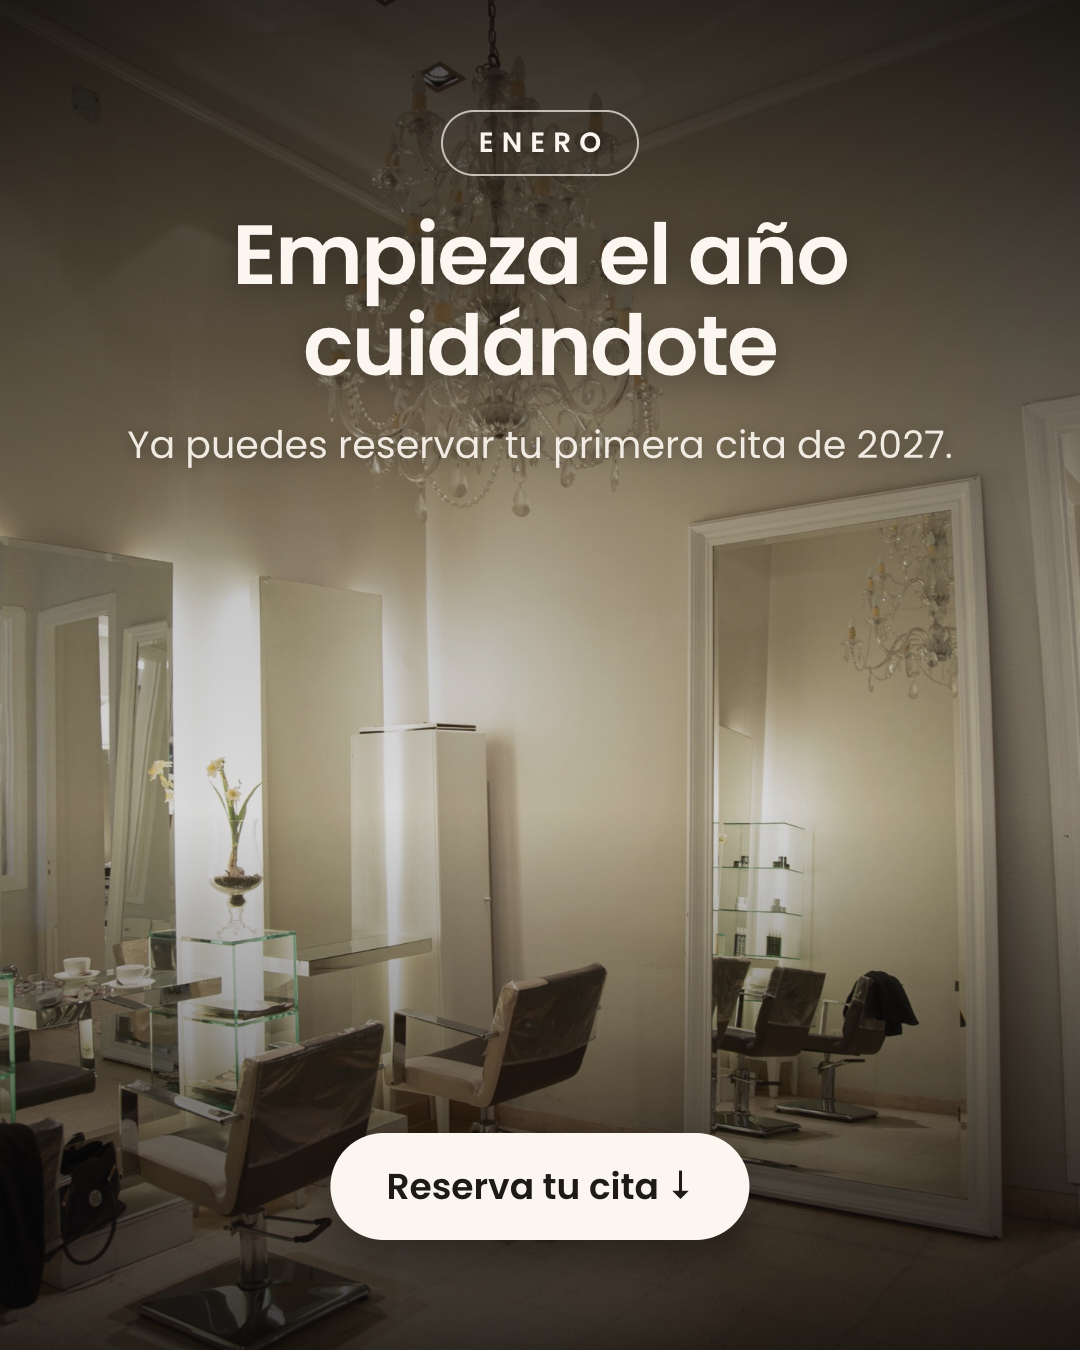 ENERO
Empieza el año
cuidándote
Ya puedes reservar tu primera cita de 2027.
Reserva tu cita ↓